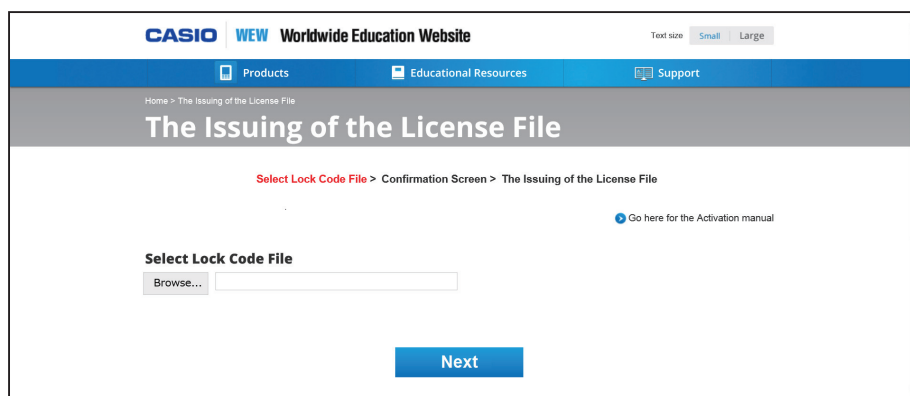 CASIO WEW Worldwide Education Website Text size Small Large
Products Educational Resources Support
Home > The Issuing of the License File
The Issuing of the License File
Select Lock Code File > Confirmation Screen > The Issuing of the License File
Go here for the Activation manual
Select Lock Code File
Browse...
Next